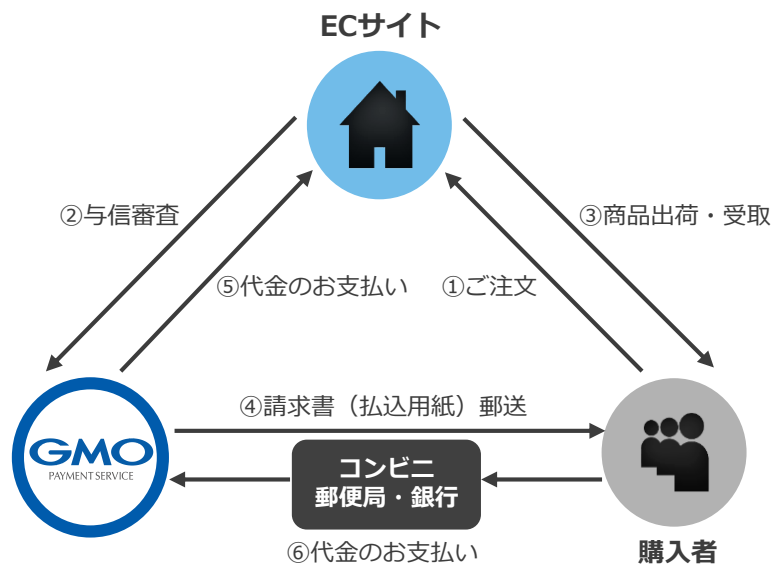 ECサイト
②与信審査
③商品出荷・受取
⑤代金のお支払い
①ご注文
④請求書（払込用紙）郵送
GMO
PAYMENT SERVICE
コンビニ
郵便局・銀行
⑥代金のお支払い
購入者